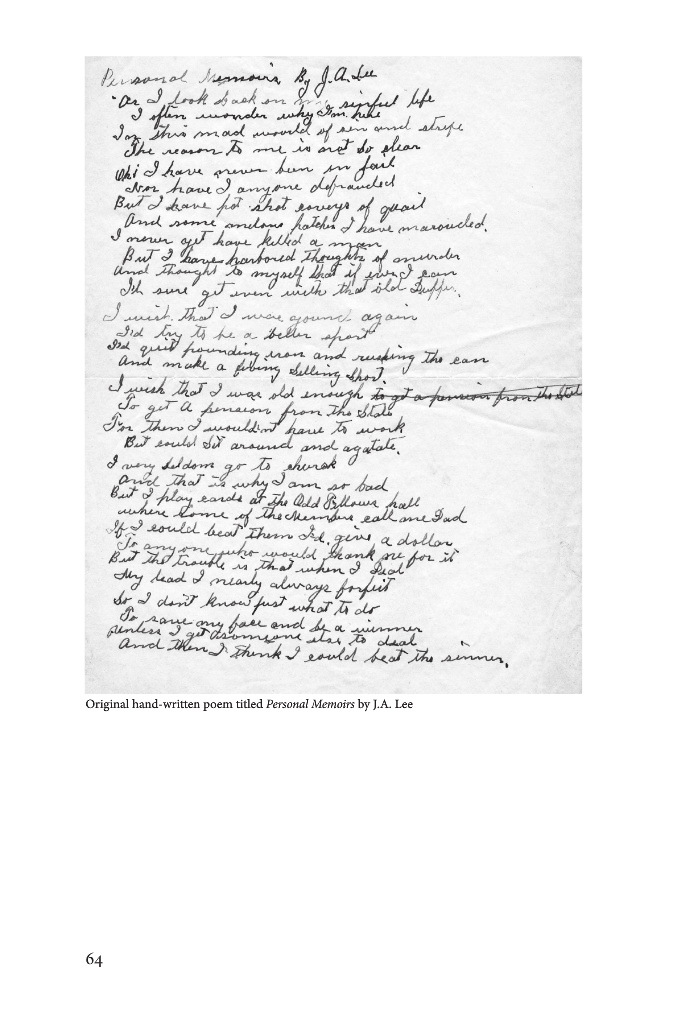 Personal Memoirs, By J.A. Lee
"As I look back on my sinful life
I often wonder why I'm here
In this mad world of sin and strife
The reason to me is not so clear
I have never been in jail
Nor have I anyone defrauded
But I have pot shot coveys of quail
And some melons patches I have marouded.
I never yet have killed a man
But I have harbored thoughts of murder
And thought to myself that if ever I can
I'll sure get even with that old Duffer.
I wish that I was young again
I'd try to be a better sport
I'd quit pounding iron and rushing the can
And make a living selling short.
I wish that I was old enough to get a pension from the State
To get a pension from the State
For then I wouldn't have to work
But could sit around and agatate.
I very seldom go to church
And that is why I am so bad
But I play cards at the Odd Fellows hall
where some of the Members call me Dad
If I could beat them I'd. give a dollar
To anyone who would thank me for it
But the trouble is that when I Deal
My lead I nearly always forfeit
So I don't know just what to do
To save my face and be a winner
unless I get someone else to deal
And then I think I could beat the sinner.
Original hand-written poem titled Personal Memoirs by J.A. Lee
64